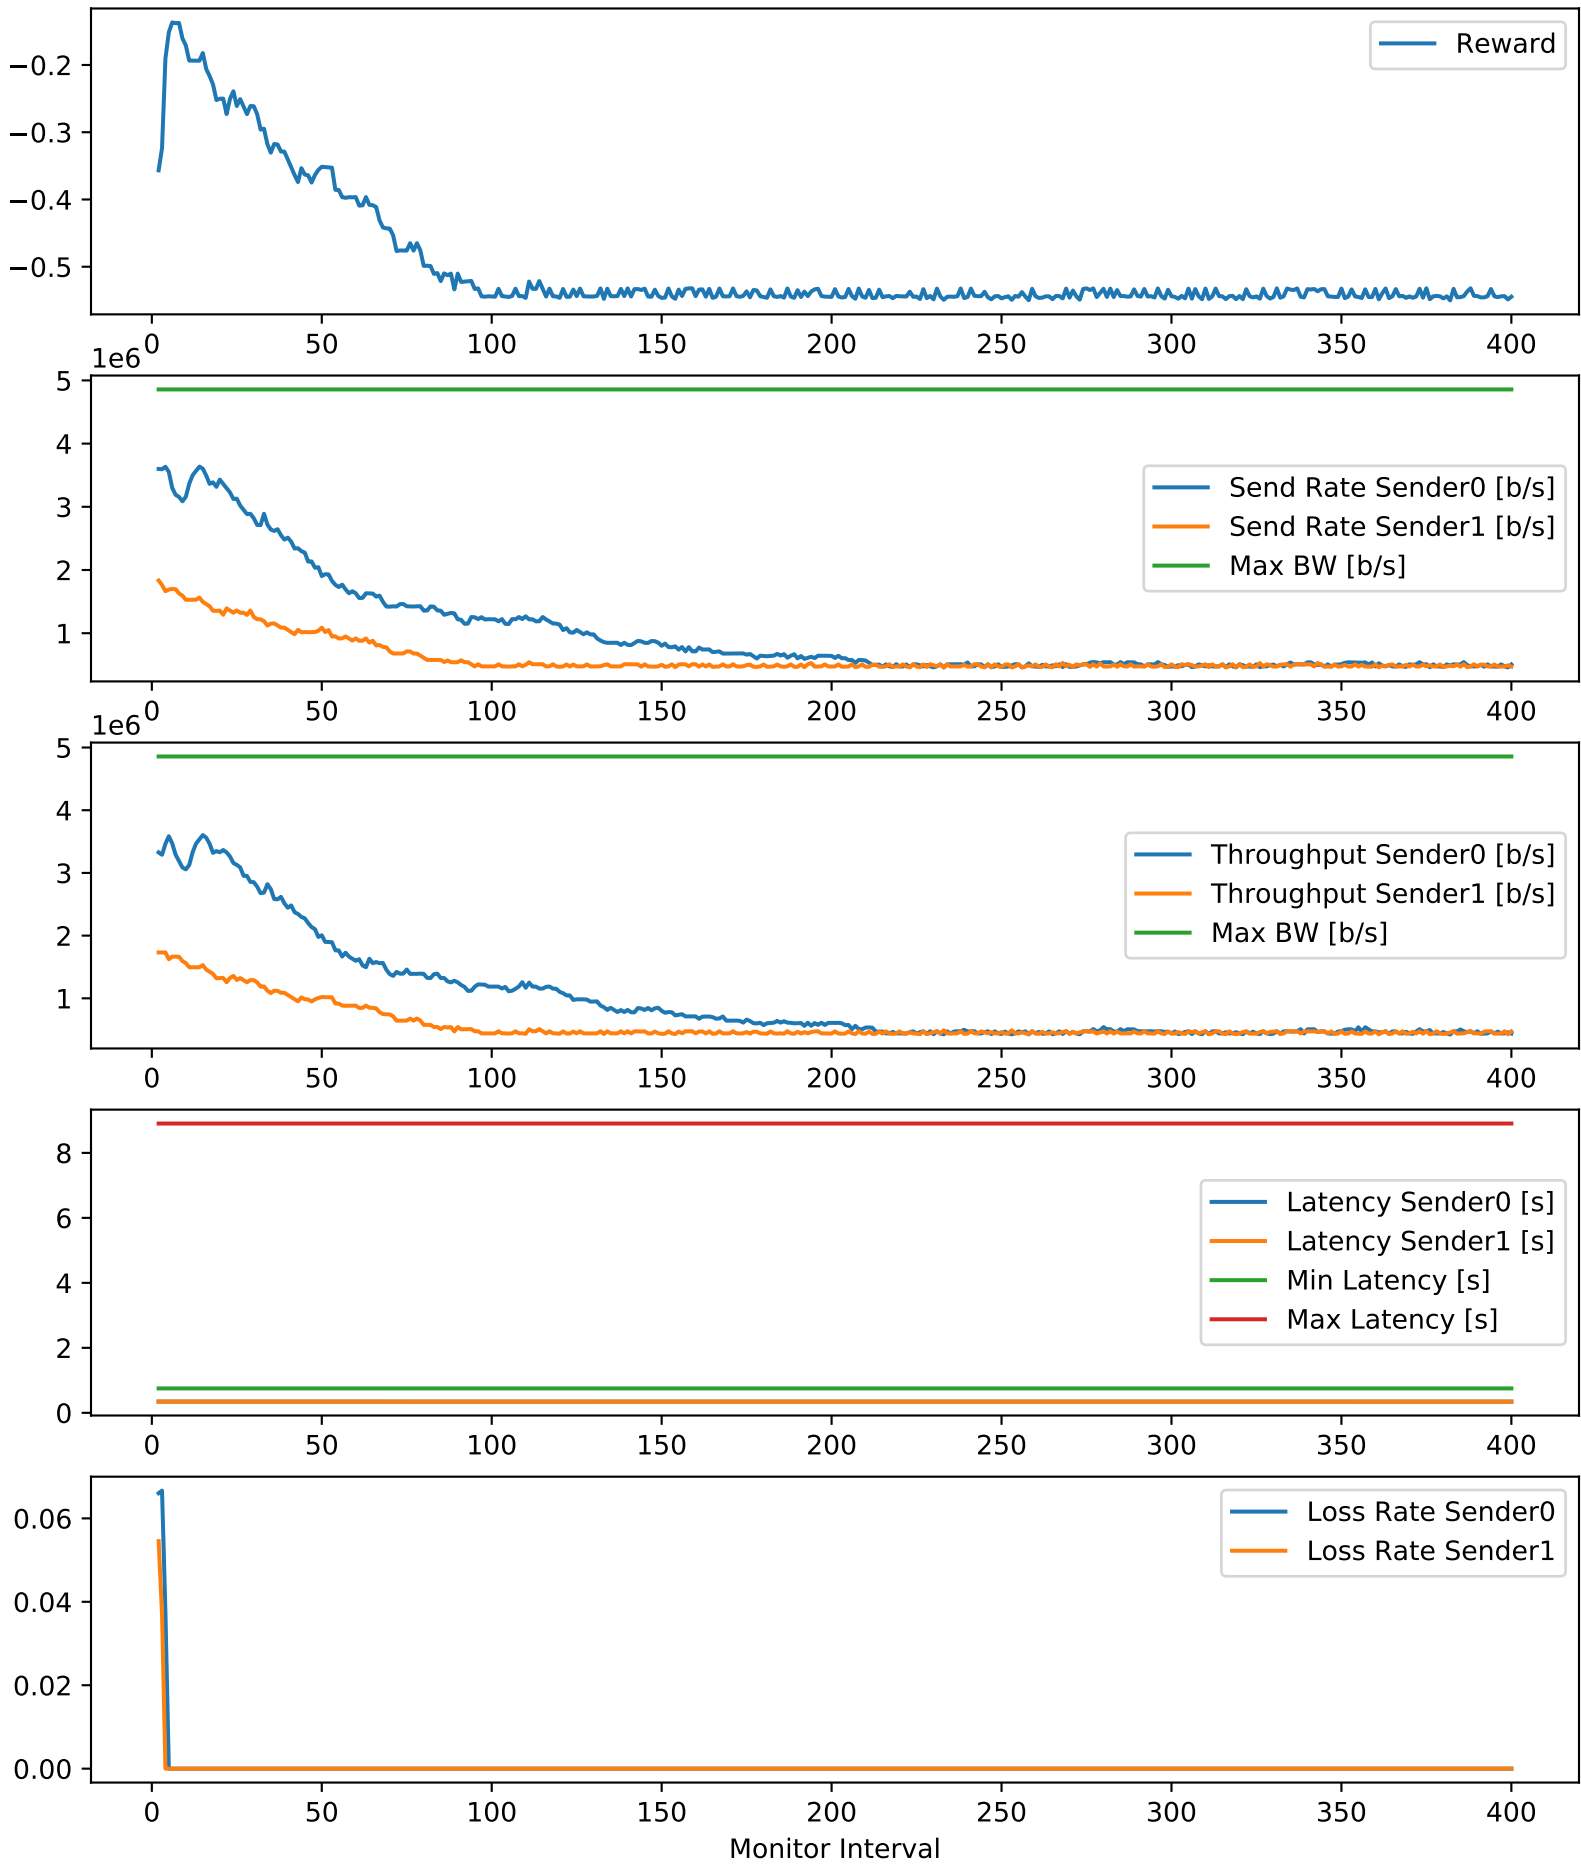 Reward
−0.2
−0.3
−0.4
−0.5
0 50 100 150 200 250 300 350 400
1e6
5
4
3
2
1
Send Rate Sender0 [b/s]
Send Rate Sender1 [b/s]
Max BW [b/s]
0 50 100 150 200 250 300 350 400
1e6
5
4
3
2
1
Throughput Sender0 [b/s]
Throughput Sender1 [b/s]
Max BW [b/s]
0 50 100 150 200 250 300 350 400
8
6
4
2
0
Latency Sender0 [s]
Latency Sender1 [s]
Min Latency [s]
Max Latency [s]
0 50 100 150 200 250 300 350 400
0.06
0.04
0.02
0.00
Loss Rate Sender0
Loss Rate Sender1
0 50 100 150 200 250 300 350 400
Monitor Interval